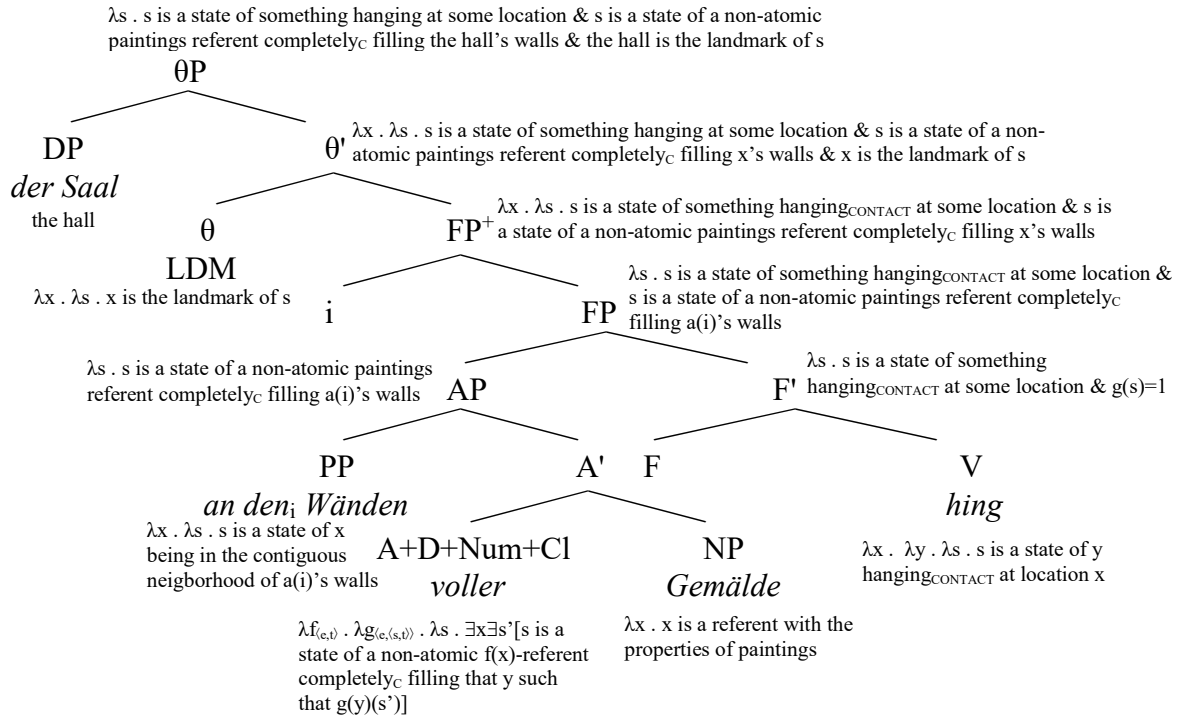 λs . s is a state of something hanging at some location & s is a state of a non-atomic
paintings referent completelyC filling the hall's walls & the hall is the landmark of s
θP
DP
der Saal
the hall
θ'
λx . λs . s is a state of something hanging at some location & s is a state of a non-
atomic paintings referent completelyC filling x's walls & x is the landmark of s
θ
LDM
λx . λs . x is the landmark of s
FP+
λx . λs . s is a state of something hangingCONTACT at some location & s is
a state of a non-atomic paintings referent completelyC filling x's walls
i
FP
λs . s is a state of something hangingCONTACT at some location &
s is a state of a non-atomic paintings referent completelyC
filling a(i)'s walls
λs . s is a state of a non-atomic paintings
referent completelyC filling a(i)'s walls
AP
F'
λs . s is a state of something
hangingCONTACT at some location & g(s)=1
PP
an deni Wänden
λx . λs . s is a state of x
being in the contiguous
neigborhood of a(i)'s walls
A'
F
V
hing
λx . λy . λs . s is a state of y
hangingCONTACT at location x
A+D+Num+Cl
voller
λf⟨e,t⟩ . λg⟨e,⟨s,t⟩⟩ . λs . ∃x∃s'[s is a
state of a non-atomic f(x)-referent
completelyC filling that y such
that g(y)(s')]
NP
Gemälde
λx . x is a referent with the
properties of paintings